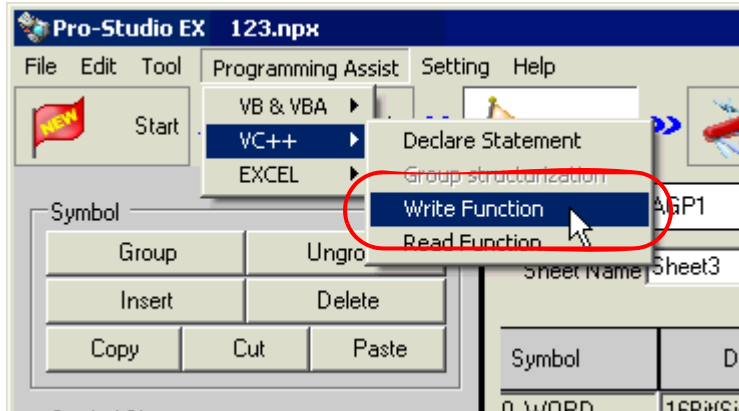 Pro-Studio EX 123.npx
File Edit Tool Programming Assist Setting Help
NEW
Start
VB & VBA
VC++
EXCEL
Declare Statement
Group structurization
Write Function
Read Function
AGP1
Sheet Name Sheet3
Symbol
Group
Insert Delete
Copy Cut Paste
Symbol